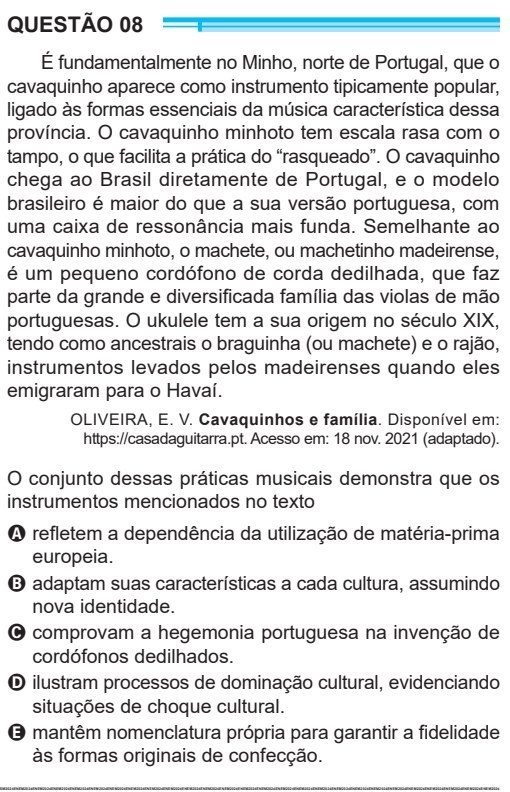 QUESTÃO 08
É fundamentalmente no Minho, norte de Portugal, que o
cavaquinho aparece como instrumento tipicamente popular,
ligado às formas essenciais da música característica dessa
província. O cavaquinho minhoto tem escala rasa com o
tampo, o que facilita a prática do “rasqueado”. O cavaquinho
chega ao Brasil diretamente de Portugal, e o modelo
brasileiro é maior do que a sua versão portuguesa, com
uma caixa de ressonância mais funda. Semelhante ao
cavaquinho minhoto, o machete, ou machetinho madeirense,
é um pequeno cordófono de corda dedilhada, que faz
parte da grande e diversificada família das violas de mão
portuguesas. O ukulele tem a sua origem no século XIX,
tendo como ancestrais o braguinha (ou machete) e o rajão,
instrumentos levados pelos madeirenses quando eles
emigraram para o Havaí.
OLIVEIRA, E. V. Cavaquinhos e família. Disponível em:
https://casadaguitarra.pt. Acesso em: 18 nov. 2021 (adaptado).
O conjunto dessas práticas musicais demonstra que os
instrumentos mencionados no texto
A refletem a dependência da utilização de matéria-prima
europeia.
B adaptam suas características a cada cultura, assumindo
nova identidade.
C comprovam a hegemonia portuguesa na invenção de
cordófonos dedilhados.
D ilustram processos de dominação cultural, evidenciando
situações de choque cultural.
E mantêm nomenclatura própria para garantir a fidelidade
às formas originais de confecção.